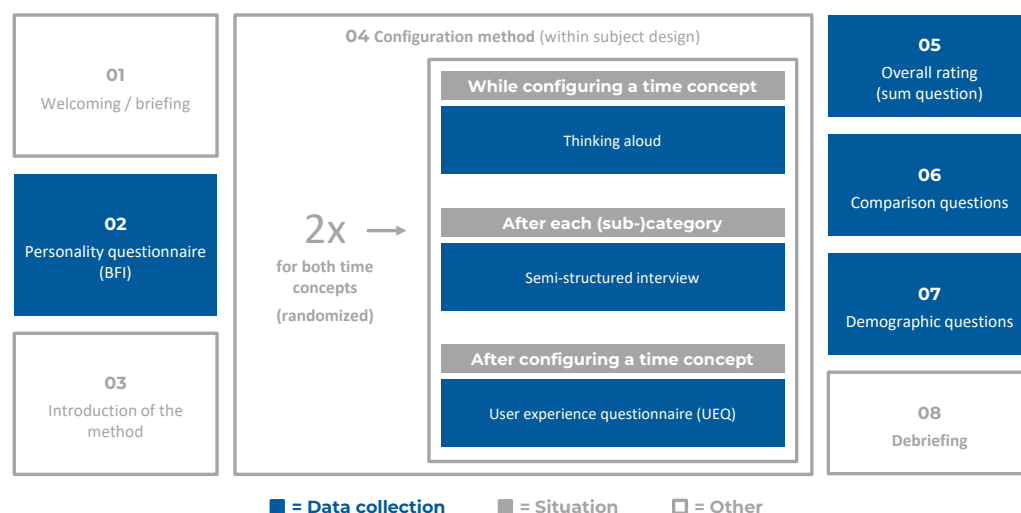 01
Welcoming / briefing
02
Personality questionnaire
(BFI)
03
Introduction of the
method
04 Configuration method (within subject design)
2x
for both time
concepts
(randomized)
While configuring a time concept
Thinking aloud
After each (sub-)category
Semi-structured interview
After configuring a time concept
User experience questionnaire (UEQ)
05
Overall rating
(sum question)
06
Comparison questions
07
Demographic questions
08
Debriefing
= Data collection
= Situation
= Other